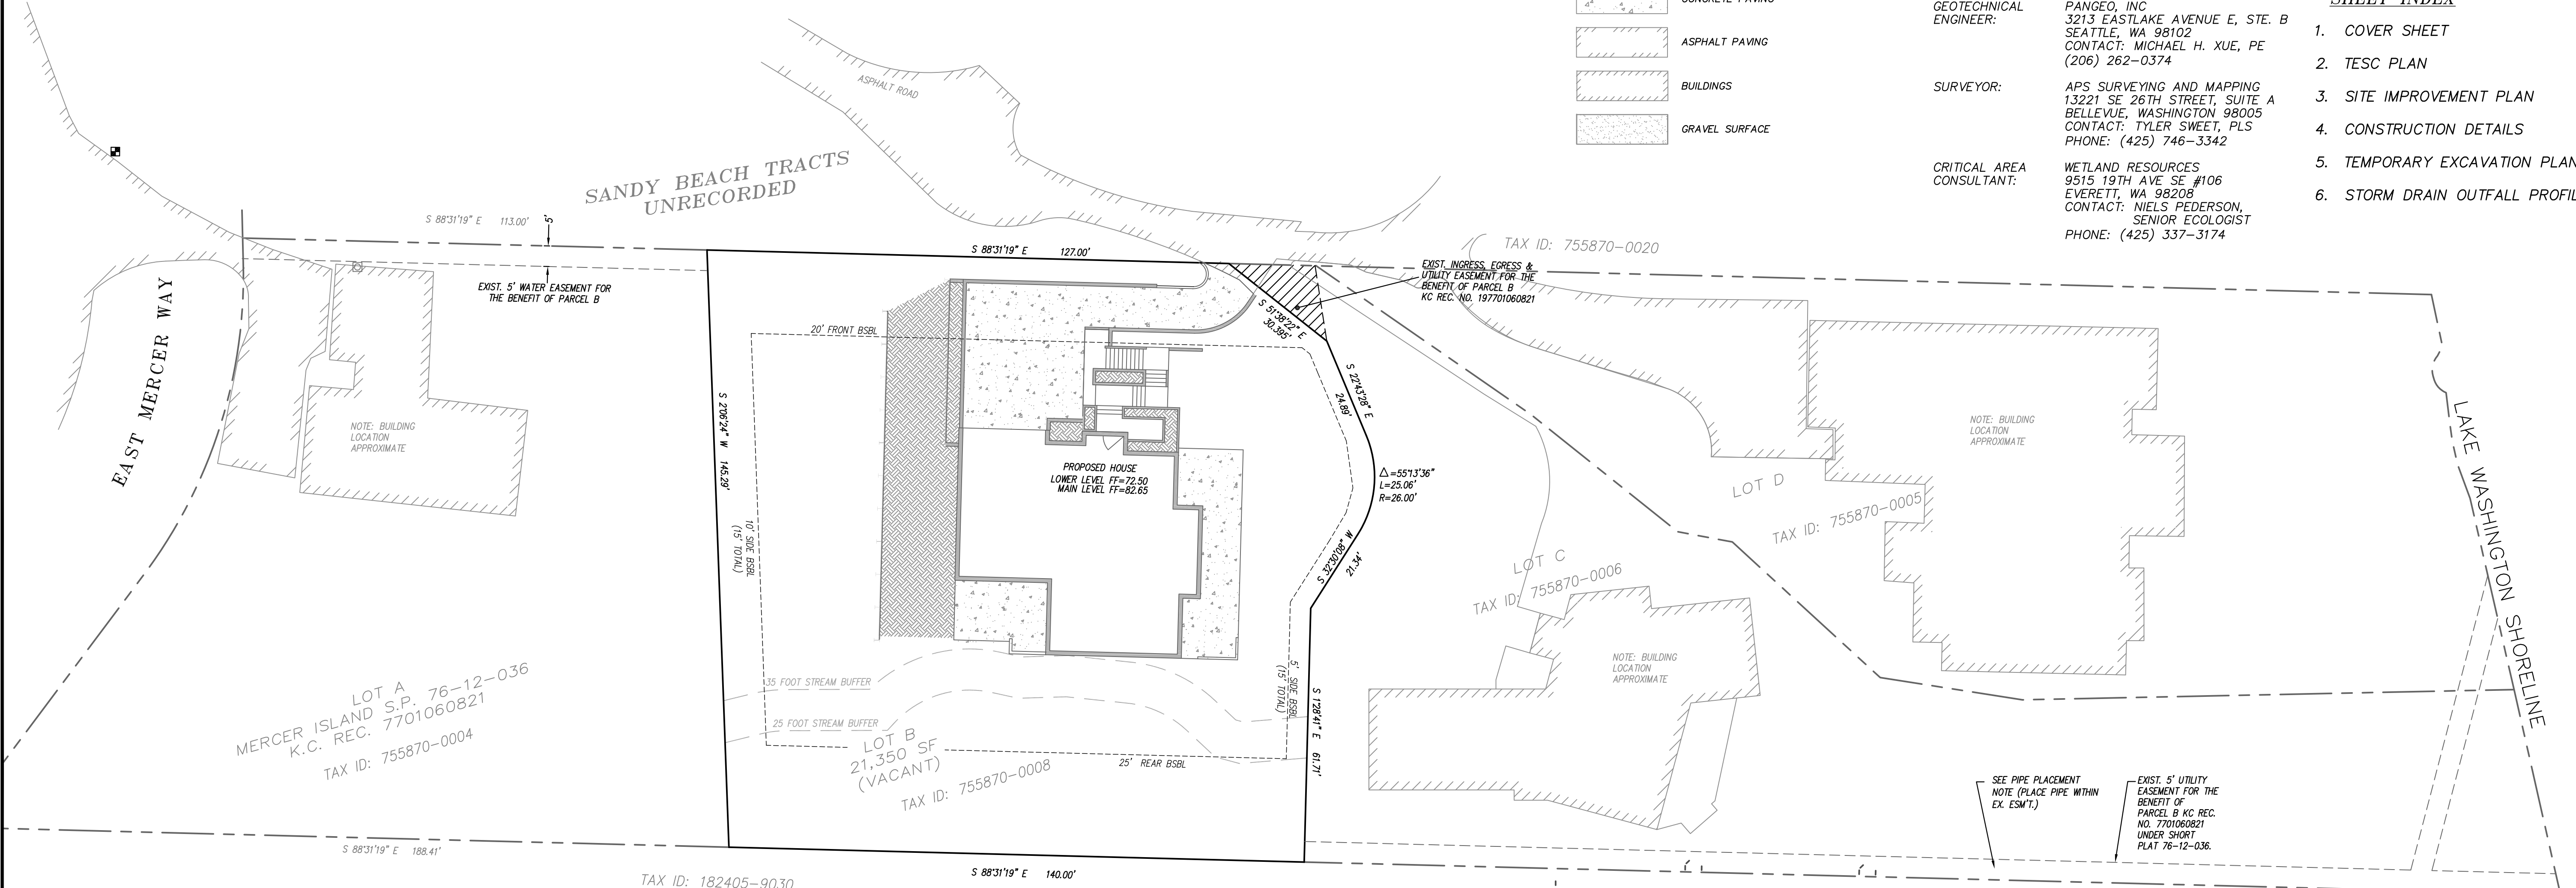 CONCRETE PAVING
ASPHALT PAVING
BUILDINGS
GRAVEL SURFACE
GEOTECHNICAL
ENGINEER:
PANGEO, INC
3213 EASTLAKE AVENUE E, STE. B
SEATTLE, WA 98102
CONTACT: MICHAEL H. XUE, PE
(206) 262-0374
SURVEYOR:
APS SURVEYING AND MAPPING
13221 SE 26TH STREET, SUITE A
BELLEVUE, WASHINGTON 98005
CONTACT: TYLER SWEET, PLS
PHONE: (425) 746-3342
CRITICAL AREA
CONSULTANT:
WETLAND RESOURCES
9515 19TH AVE SE #106
EVERETT, WA 98208
CONTACT: NIELS PEDERSON,
SENIOR ECOLOGIST
PHONE: (425) 337-3174
SHEET INDEX
1. COVER SHEET
2. TESC PLAN
3. SITE IMPROVEMENT PLAN
4. CONSTRUCTION DETAILS
5. TEMPORARY EXCAVATION PLAN
6. STORM DRAIN OUTFALL PROFIL
ASPHALT ROAD
SANDY BEACH TRACTS
UNRECORDED
S 88°31'19" E 113.00'
5'
EXIST. 5' WATER EASEMENT FOR
THE BENEFIT OF PARCEL B
S 88°31'19" E 127.00'
TAX ID: 755870-0020
EXIST. INGRESS, EGRESS &
UTILITY EASEMENT FOR THE
BENEFIT OF PARCEL B
KC REC. NO. 197701060821
S 51°38'22" E
30.395'
20' FRONT BSBL
EAST MERCER WAY
NOTE: BUILDING
LOCATION
APPROXIMATE
S 2°06'24" W 145.29'
10' SIDE BSBL
(15' TOTAL)
PROPOSED HOUSE
LOWER LEVEL FF=72.50
MAIN LEVEL FF=82.65
S 22°43'28" E
24.89'
△=55°13'36"
L=25.06'
R=26.00'
S 32°30'08" W
21.34'
5' SIDE BSBL
(15' TOTAL)
S 1°28'41" E 61.71'
LOT D
TAX ID: 755870-0005
NOTE: BUILDING
LOCATION
APPROXIMATE
LOT C
TAX ID: 755870-0006
NOTE: BUILDING
LOCATION
APPROXIMATE
LAKE WASHINGTON SHORELINE
35 FOOT STREAM BUFFER
25 FOOT STREAM BUFFER
LOT A
MERCER ISLAND S.P. 76-12-036
K.C. REC. 7701060821
TAX ID: 755870-0004
LOT B
21,350 SF
(VACANT)
TAX ID: 755870-0008
25' REAR BSBL
SEE PIPE PLACEMENT
NOTE (PLACE PIPE WITHIN
EX. ESM'T.)
EXIST. 5' UTILITY
EASEMENT FOR THE
BENEFIT OF
PARCEL B KC REC.
NO. 7701060821
UNDER SHORT
PLAT 76-12-036.
S 88°31'19" E 188.41'
S 88°31'19" E 140.00'
TAX ID: 182405-9030